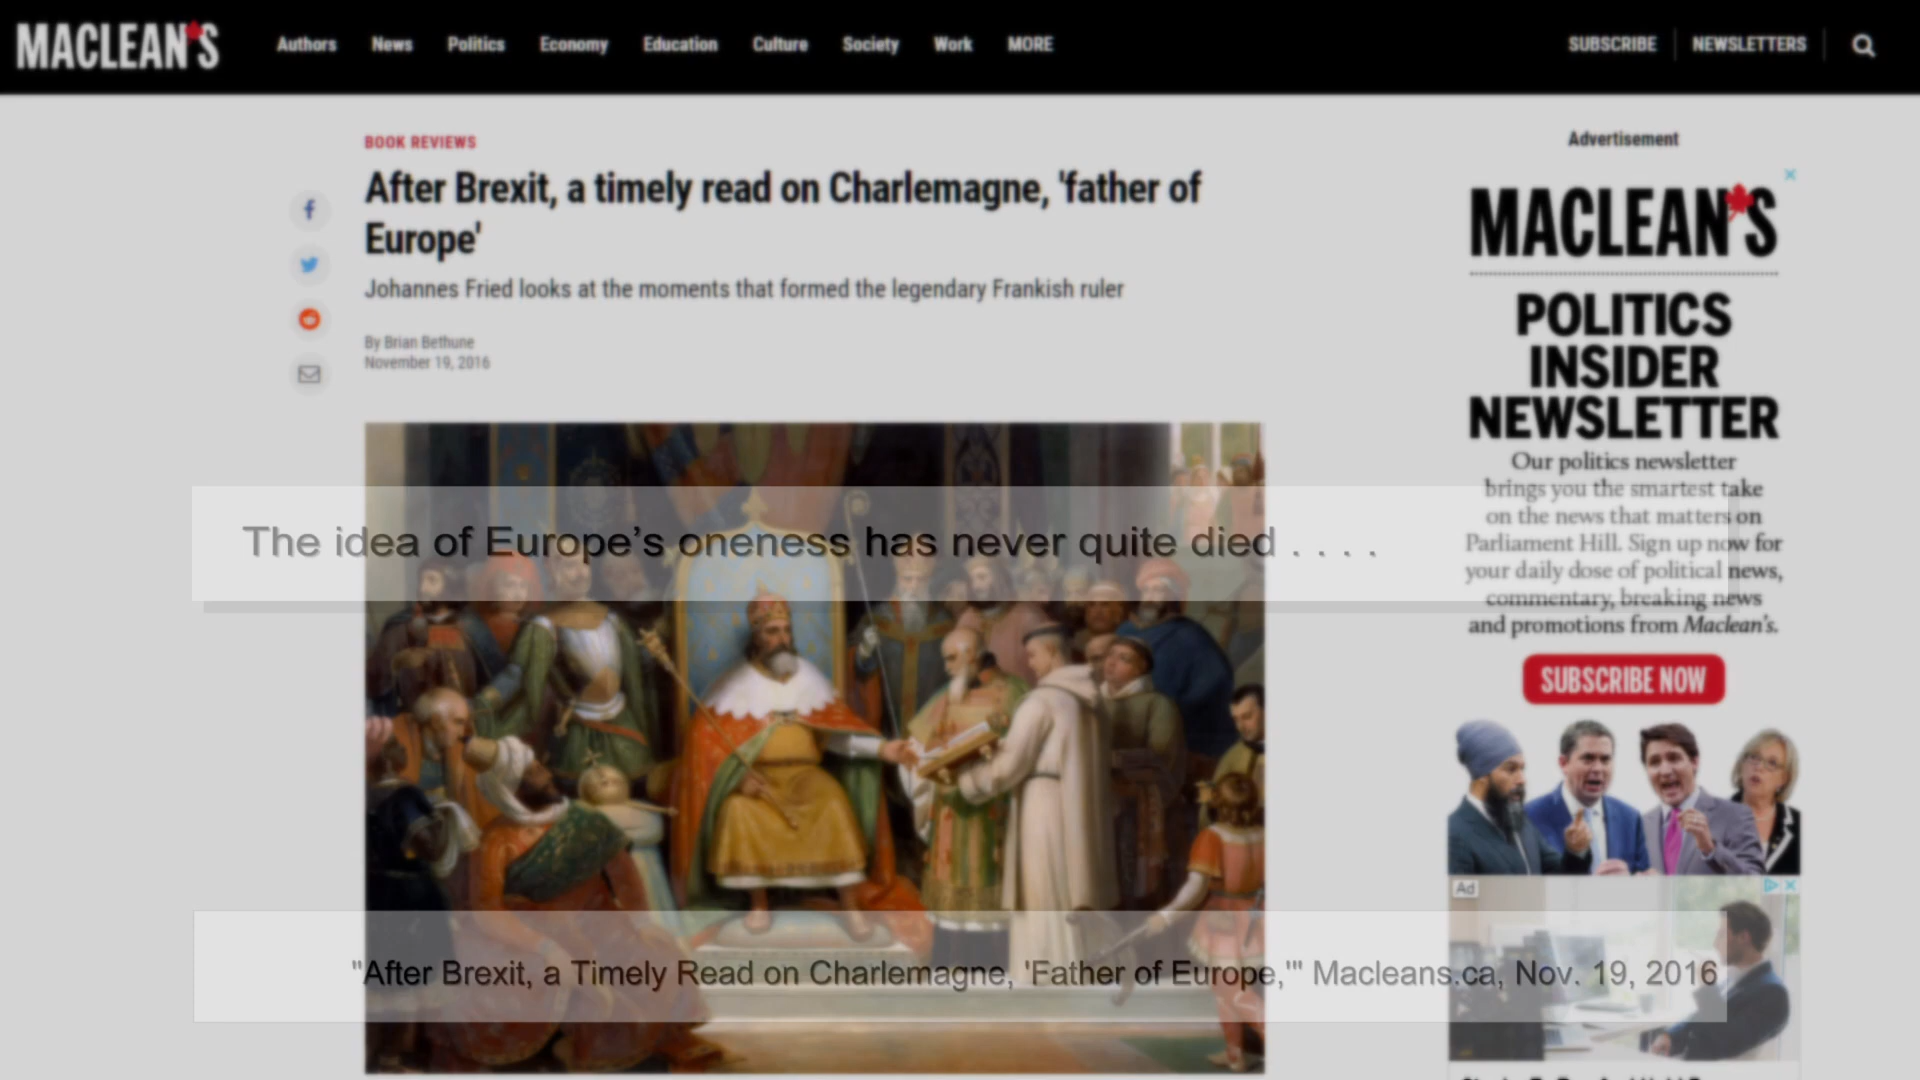 MACLEAN'S
Authors News Politics Economy Education Culture Society Work MORE
SUBSCRIBE NEWSLETTERS
BOOK REVIEWS
After Brexit, a timely read on Charlemagne, 'father of
Europe'
Johannes Fried looks at the moments that formed the legendary Frankish ruler
By Brian Bethune
November 19, 2016
The idea of Europe’s oneness has never quite died . . . .
"After Brexit, a Timely Read on Charlemagne, 'Father of Europe,'" Macleans.ca, Nov. 19, 2016
Advertisement
MACLEAN'S
POLITICS
INSIDER
NEWSLETTER
Our politics newsletter
brings you the smartest take
on the news that matters on
Parliament Hill. Sign up now for
your daily dose of political news,
commentary, breaking news
and promotions from Maclean's.
SUBSCRIBE NOW
Ad